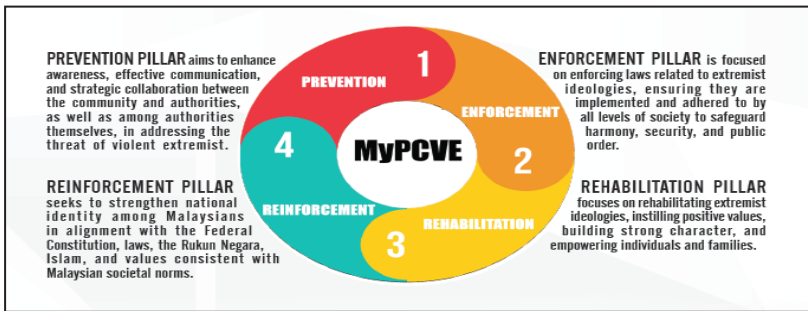 PREVENTION PILLAR aims to enhance
awareness, effective communication,
and strategic collaboration between
the community and authorities,
as well as among authorities
themselves, in addressing the
threat of violent extremist.
REINFORCEMENT PILLAR
seeks to strengthen national
identity among Malaysians
in alignment with the Federal
Constitution, laws, the Rukun Negara,
Islam, and values consistent with
Malaysian societal norms.
1
PREVENTION
ENFORCEMENT
4
MyPCVE
2
REINFORCEMENT
REHABILITATION
3
ENFORCEMENT PILLAR is focused
on enforcing laws related to extremist
ideologies, ensuring they are
implemented and adhered to by
all levels of society to safeguard
harmony, security, and public
order.
REHABILITATION PILLAR
focuses on rehabilitating extremist
ideologies, instilling positive values,
building strong character, and
empowering individuals and families.